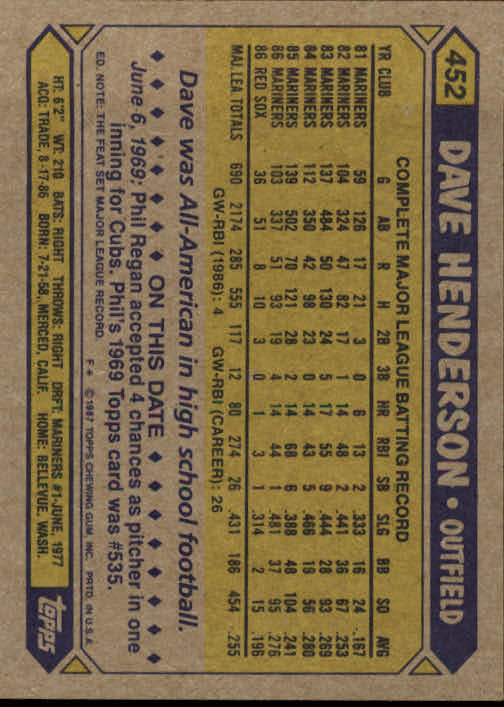 452 DAVE HENDERSON • OUTFIELD
COMPLETE MAJOR LEAGUE BATTING RECORD
YR CLUB G AB R H 2B 3B HR RBI SB SLG BB SO AVG
81 MARINERS 59 126 17 21 3 0 6 13 2 .333 16 24 .167
82 MARINERS 104 324 47 82 17 1 14 48 2 .441 36 67 .253
83 MARINERS 137 484 50 130 24 5 17 55 9 .444 28 93 .269
84 MARINERS 112 350 42 98 23 0 14 43 5 .466 19 56 .280
85 MARINERS 139 502 70 121 28 2 14 68 6 .388 48 104 .241
86 MARINERS 103 337 51 93 19 4 14 44 1 .481 37 95 .276
86 RED SOX 36 51 8 10 3 0 1 3 1 .314 2 15 .196
MAJ. LEA. TOTALS 690 2174 285 555 117 12 80 274 26 .431 186 454 .255
GW-RBI (1986): 4 GW-RBI (CAREER): 26
Dave was All-American in high school football.
ON THIS DATE
June 6, 1969: Phil Regan accepted 4 chances as pitcher in one
inning for Cubs. Phil's 1969 Topps card was #535.
ED. NOTE: THE FEAT SET MAJOR LEAGUE RECORD. F* © 1987 TOPPS CHEWING GUM, INC. PRTD. IN U.S.A.
HT: 6'2" WT: 210 BATS: RIGHT THROWS: RIGHT DRFT: MARINERS #1-JUNE, 1977
ACQ: TRADE, 8-17-86 BORN: 7-21-58, MERCED, CALIF. HOME: BELLEVUE, WASH.
TOPPS